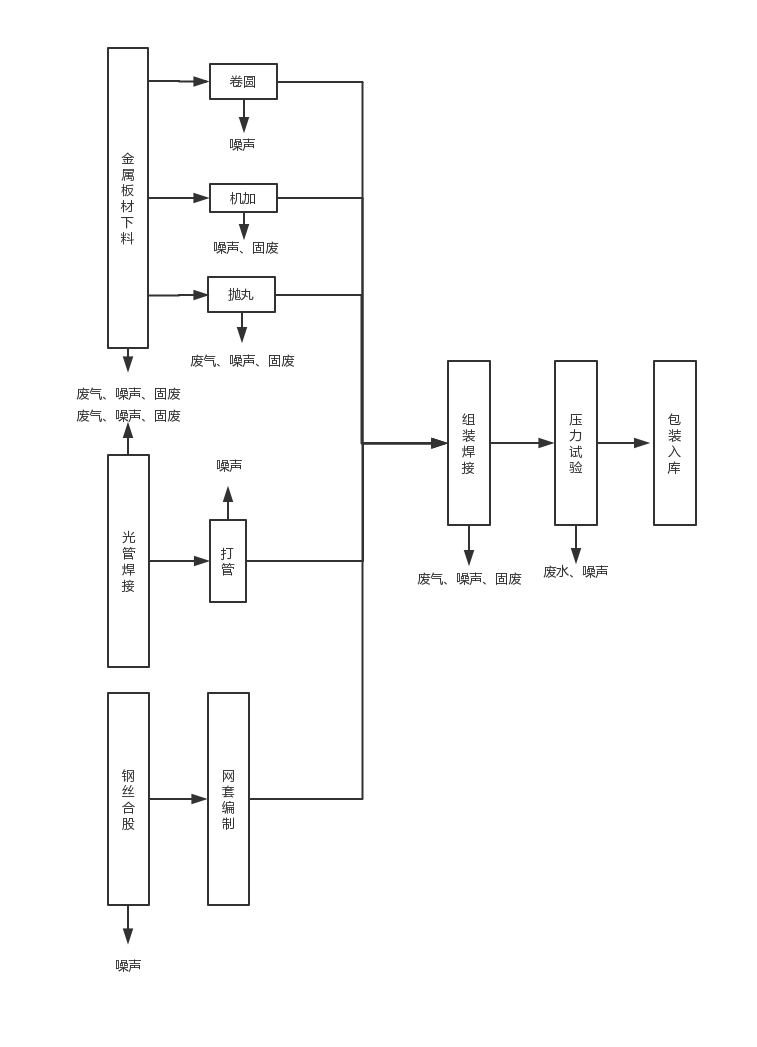 卷圆
噪声
金属板材下料
机加
噪声、固废
抛丸
废气、噪声、固废
废气、噪声、固废
废气、噪声、固废
组装焊接
压力试验
包装入库
噪声
光管焊接
打管
废气、噪声、固废
废水、噪声
钢丝合股
网套编制
噪声